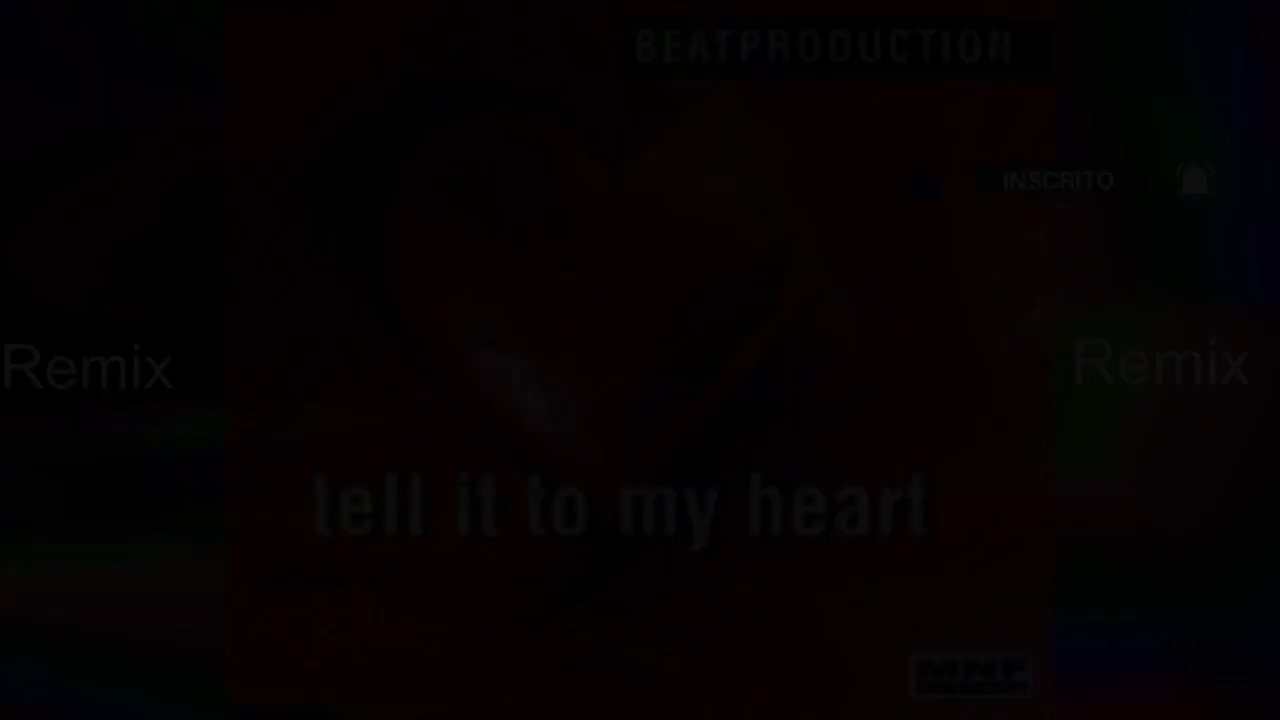 BEATPRODUCTION
INSCRITO
Remix
Remix
tell it to my heart